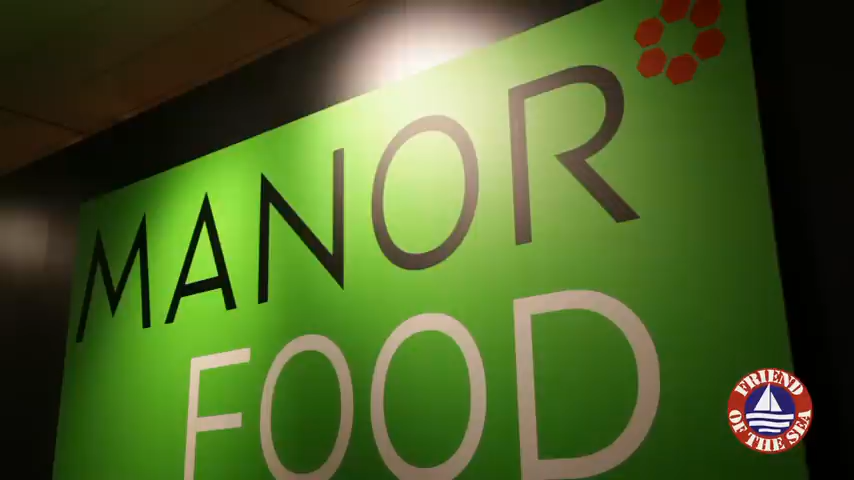 MANOR
FOOD
FRIEND
OF THE SEA